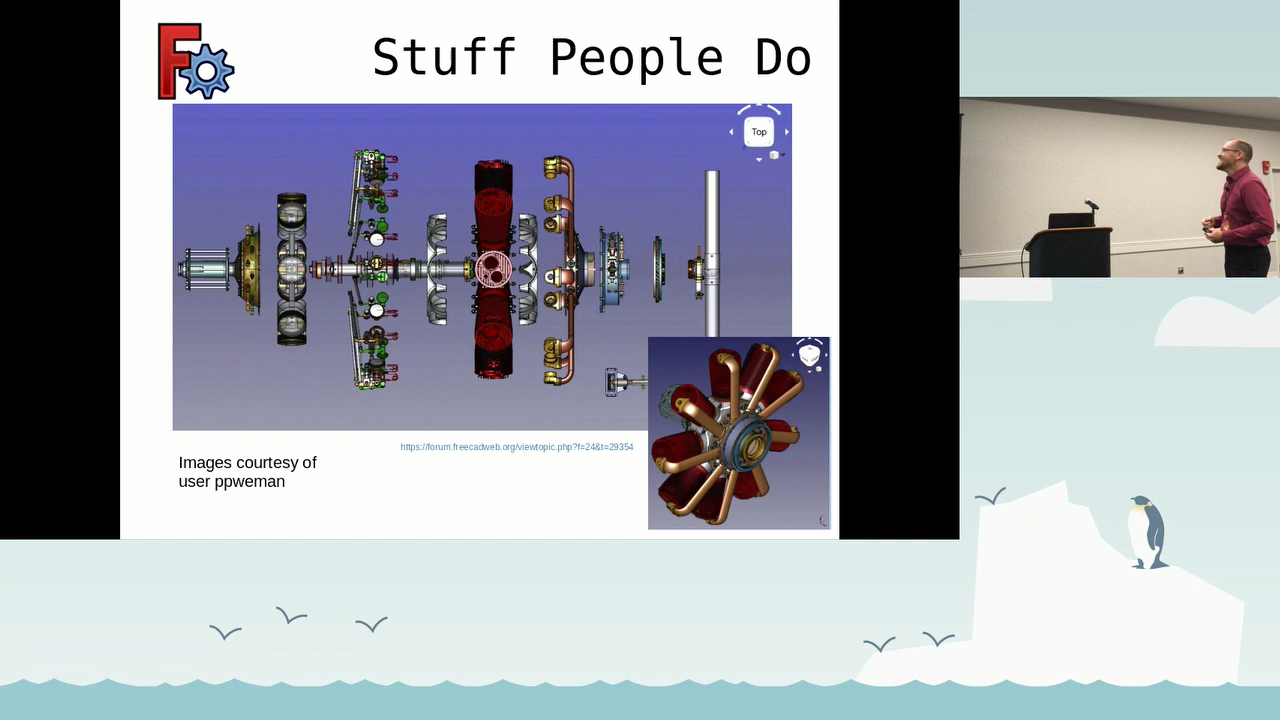 Stuff People Do
Top
https://forum.freecadweb.org/viewtopic.php?f=24&t=29354
Images courtesy of
user ppweman